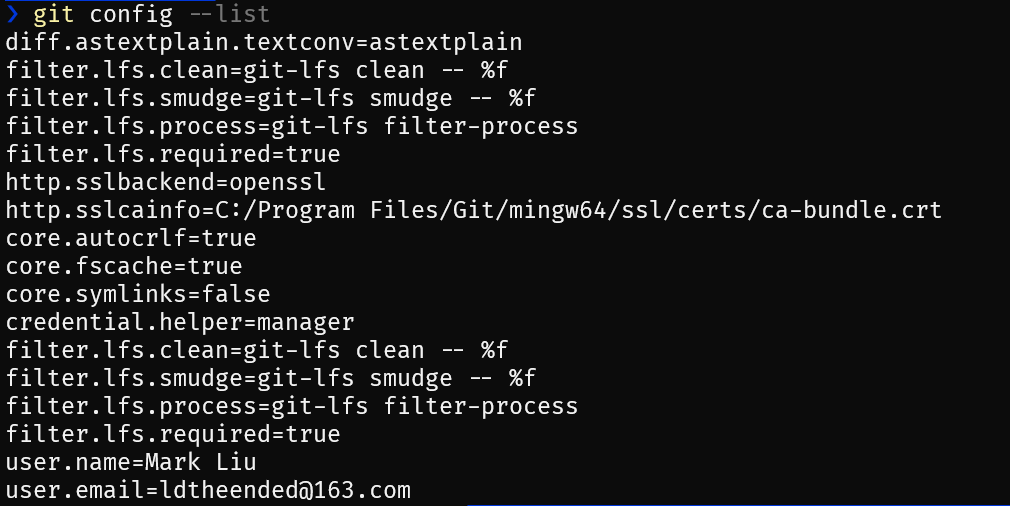 ❯ git config --list
diff.astextplain.textconv=astextplain
filter.lfs.clean=git-lfs clean -- %f
filter.lfs.smudge=git-lfs smudge -- %f
filter.lfs.process=git-lfs filter-process
filter.lfs.required=true
http.sslbackend=openssl
http.sslcainfo=C:/Program Files/Git/mingw64/ssl/certs/ca-bundle.crt
core.autocrlf=true
core.fscache=true
core.symlinks=false
credential.helper=manager
filter.lfs.clean=git-lfs clean -- %f
filter.lfs.smudge=git-lfs smudge -- %f
filter.lfs.process=git-lfs filter-process
filter.lfs.required=true
user.name=Mark Liu
user.email=ldtheended@163.com